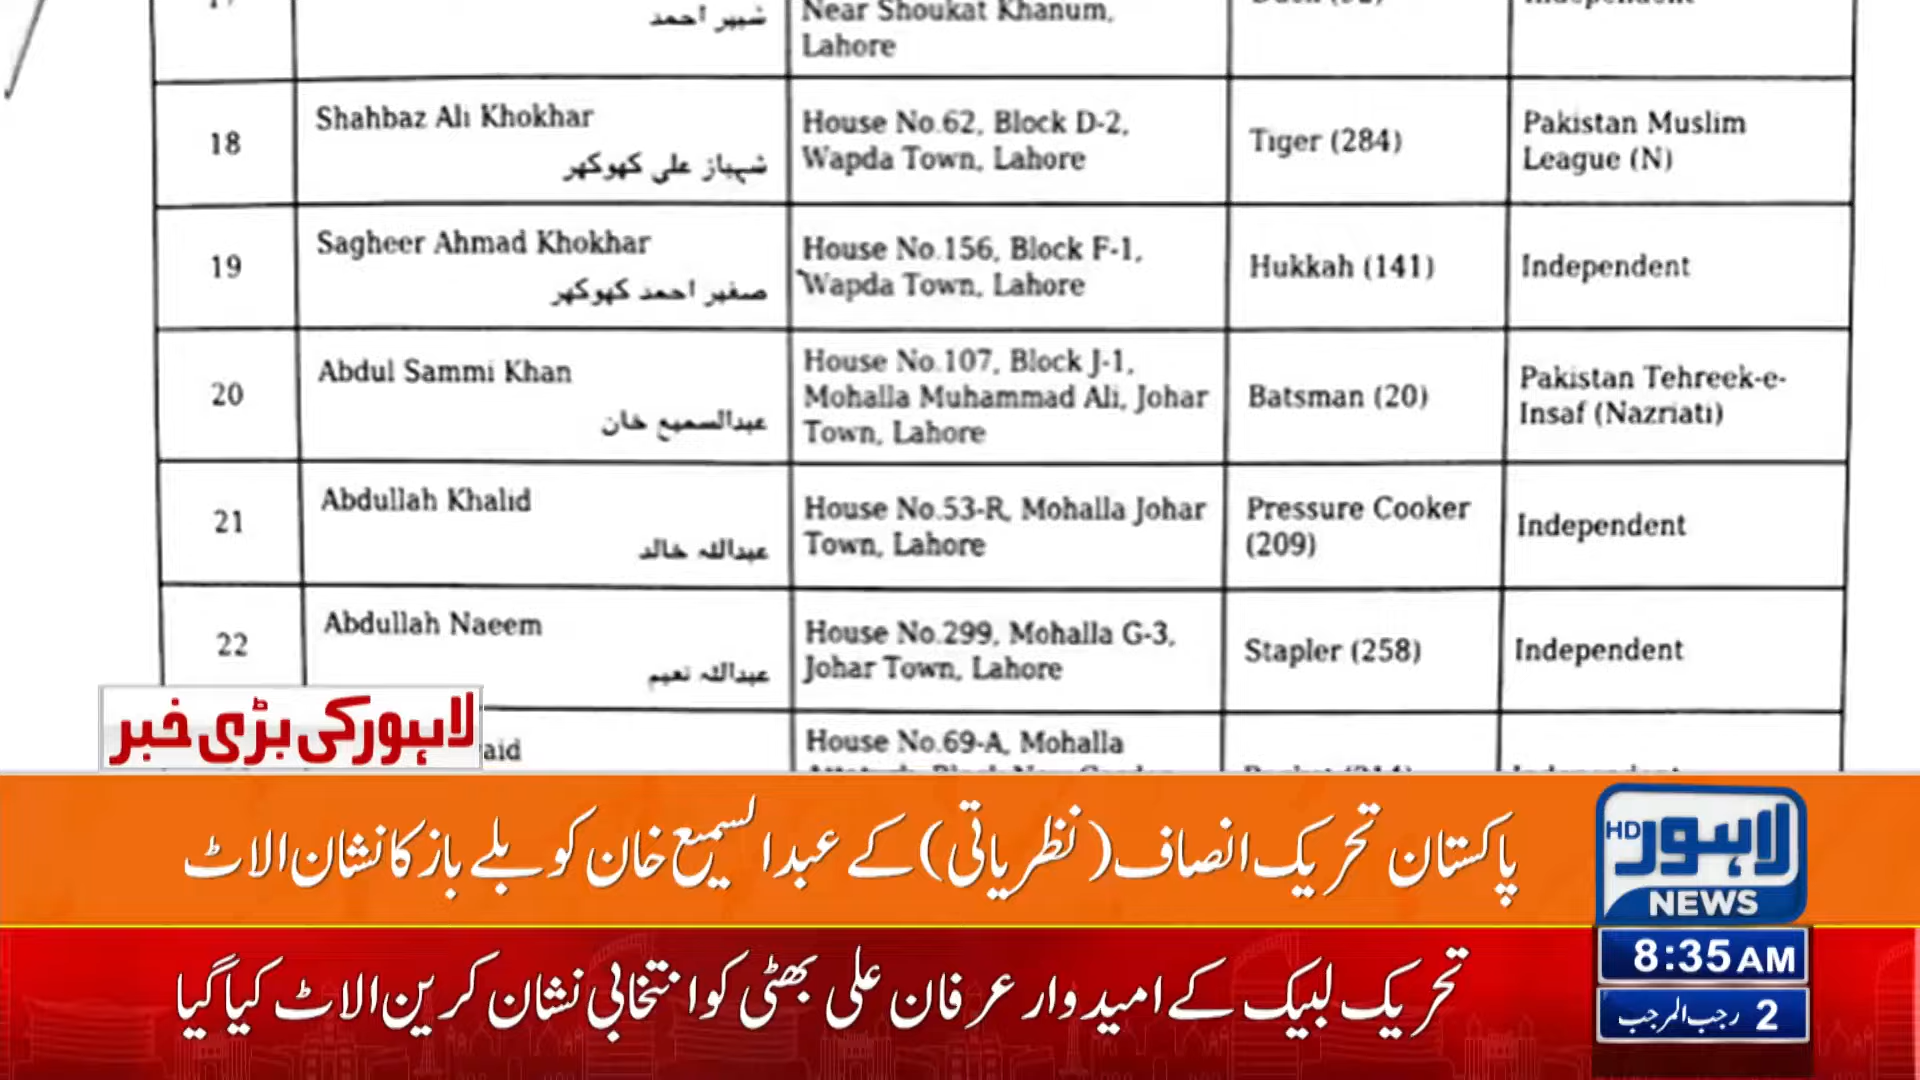 شبیر احمد
Near Shoukat Khanum,
Lahore
18
Shahbaz Ali Khokhar
شہباز علی کھوکھر
House No.62, Block D-2,
Wapda Town, Lahore
Tiger (284)
Pakistan Muslim
League (N)
19
Sagheer Ahmad Khokhar
صغیر احمد کھوکھر
House No.156, Block F-1,
Wapda Town, Lahore
Hukkah (141)
Independent
20
Abdul Sammi Khan
عبدالسمیع خان
House No.107, Block J-1,
Mohalla Muhammad Ali, Johar
Town, Lahore
Batsman (20)
Pakistan Tehreek-e-
Insaf (Nazriati)
21
Abdullah Khalid
عبداللہ خالد
House No.53-R, Mohalla Johar
Town, Lahore
Pressure Cooker
(209)
Independent
22
Abdullah Naeem
عبداللہ نعیم
House No.299, Mohalla G-3,
Johar Town, Lahore
Stapler (258)
Independent
House No.69-A, Mohalla
لاہور کی بڑی خبر
پاکستان تحریک انصاف (نظریاتی) کے عبدالسمیع خان کو بلے باز کا نشان الاٹ
تحریک لبیک کے امیدوار عرفان علی بھٹی کو انتخابی نشان کرین الاٹ کیا گیا
لاہور HD
NEWS
8:35 AM
2 رجب المرجب